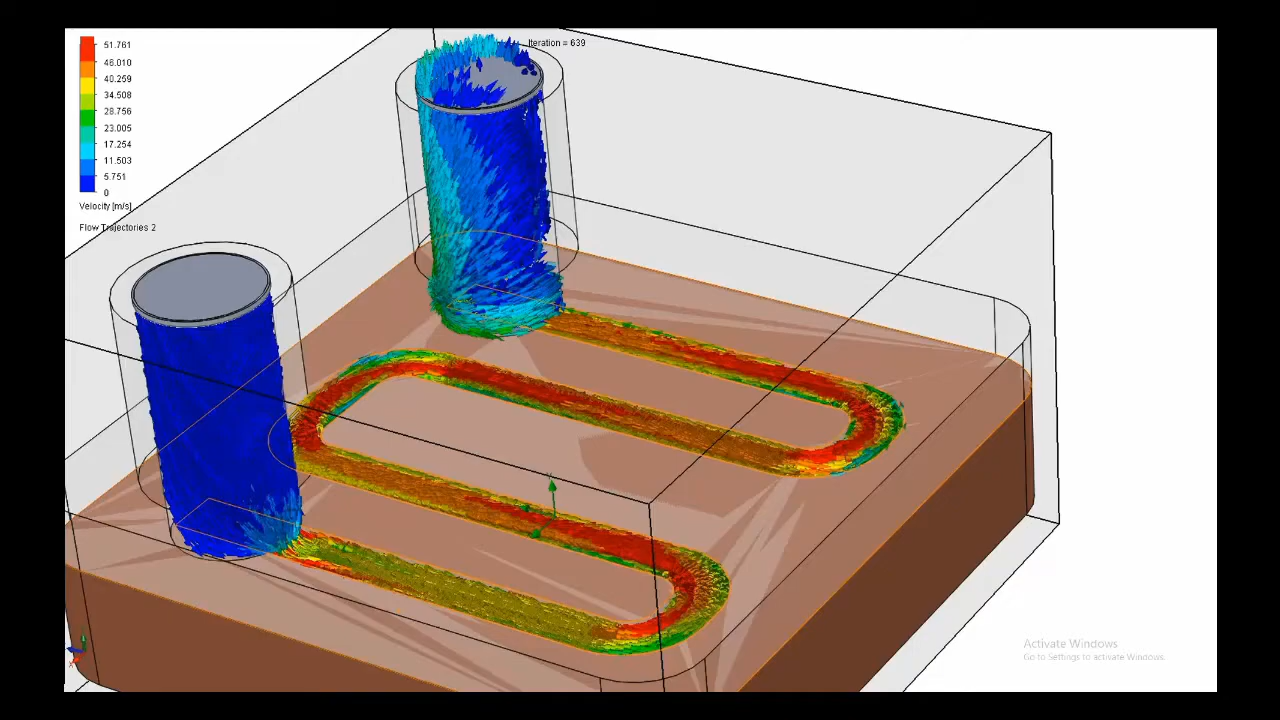 Iteration = 639
51.761
46.010
40.259
34.508
28.756
23.005
17.254
11.503
5.751
0
Velocity [m/s]
Flow Trajectories 2
Y
Activate Windows
Go to Settings to activate Windows.